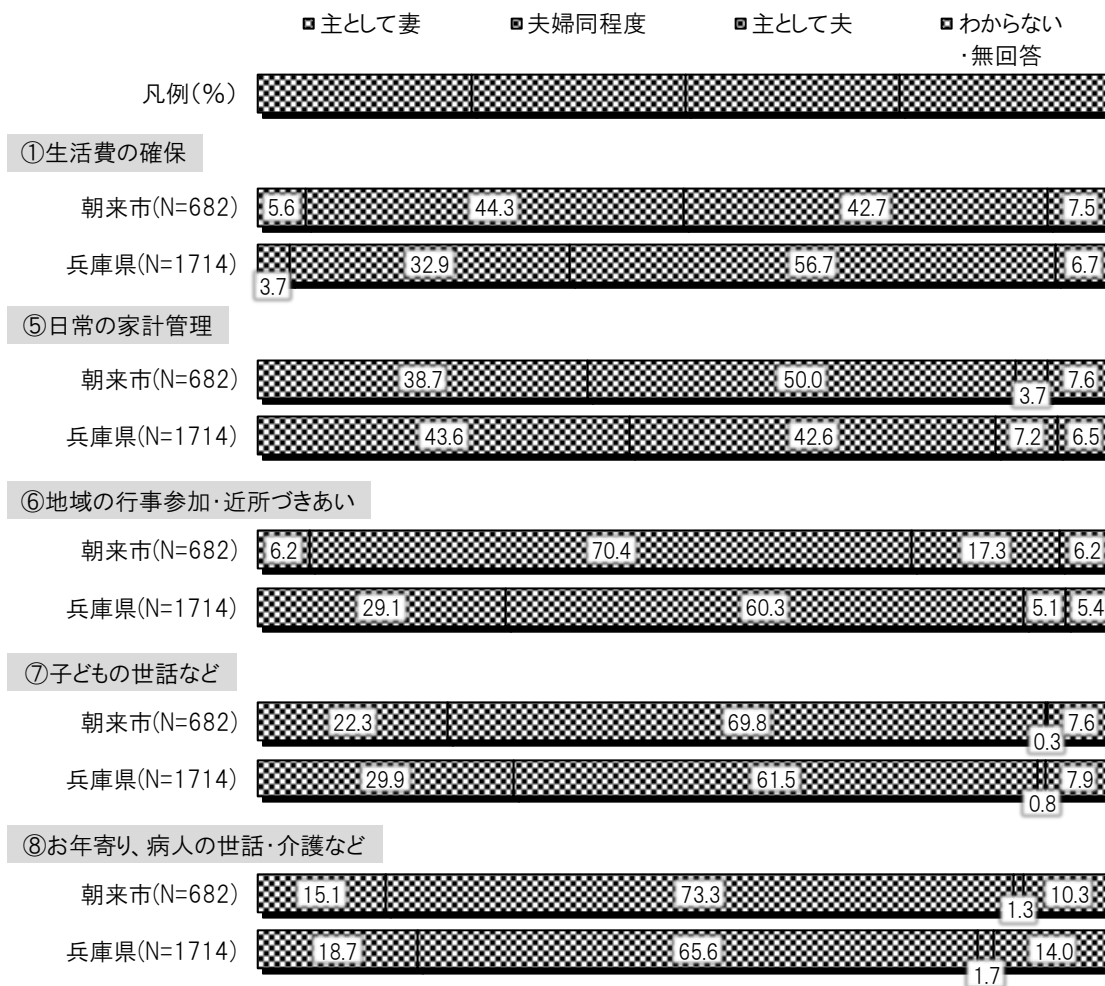 主として妻 夫婦同程度 主として夫 わからない
・無回答
凡例(%)
①生活費の確保
朝来市(N=682) 5.6 44.3 42.7 7.5
兵庫県(N=1714) 3.7 32.9 56.7 6.7
⑤日常の家計管理
朝来市(N=682) 38.7 50.0 3.7 7.6
兵庫県(N=1714) 43.6 42.6 7.2 6.5
⑥地域の行事参加・近所づきあい
朝来市(N=682) 6.2 70.4 17.3 6.2
兵庫県(N=1714) 29.1 60.3 5.1 5.4
⑦子どもの世話など
朝来市(N=682) 22.3 69.8 0.3 7.6
兵庫県(N=1714) 29.9 61.5 0.8 7.9
⑧お年寄り、病人の世話・介護など
朝来市(N=682) 15.1 73.3 1.3 10.3
兵庫県(N=1714) 18.7 65.6 1.7 14.0